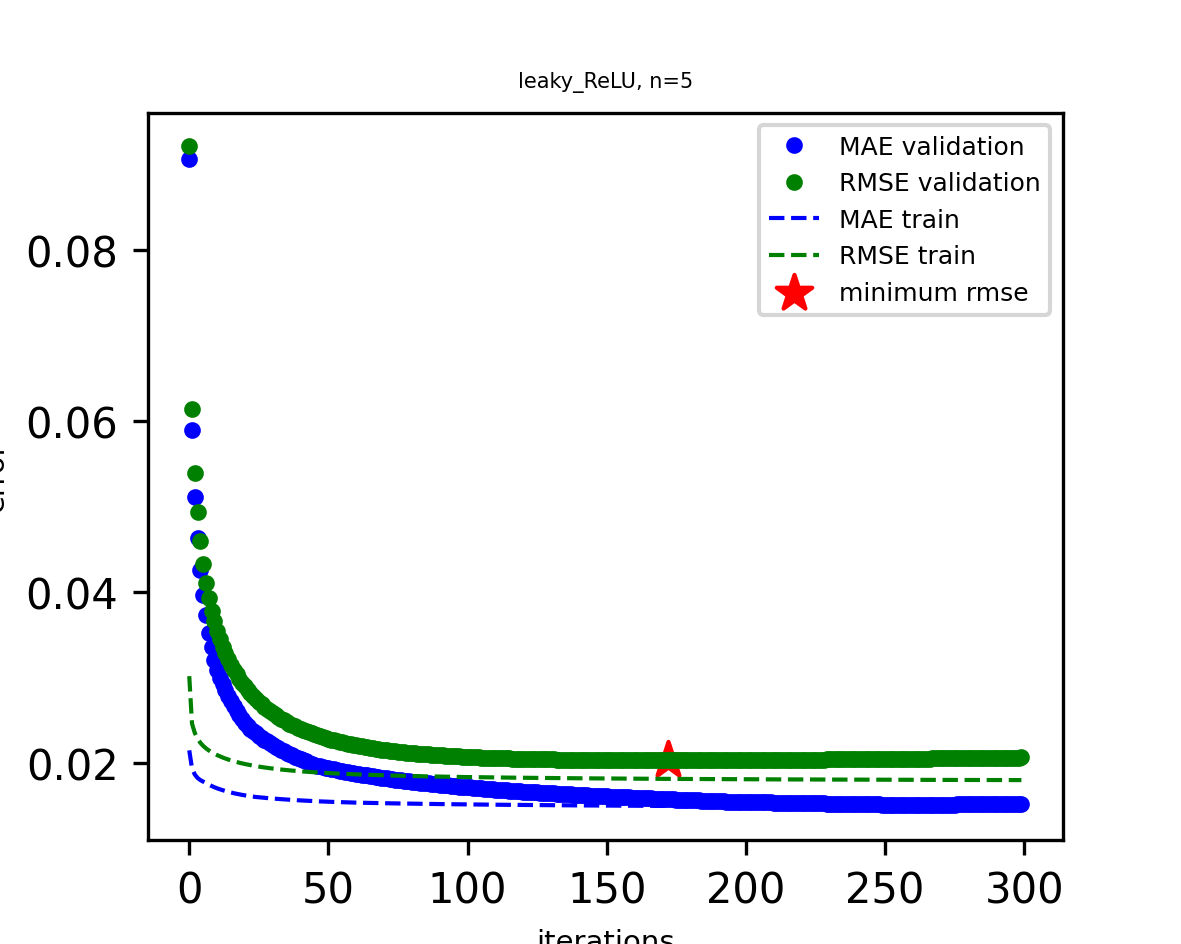 leaky_ReLU, n=5
MAE validation
RMSE validation
MAE train
RMSE train
minimum rmse
0.08
0.06
0.04
0.02
error
0 50 100 150 200 250 300
iterations